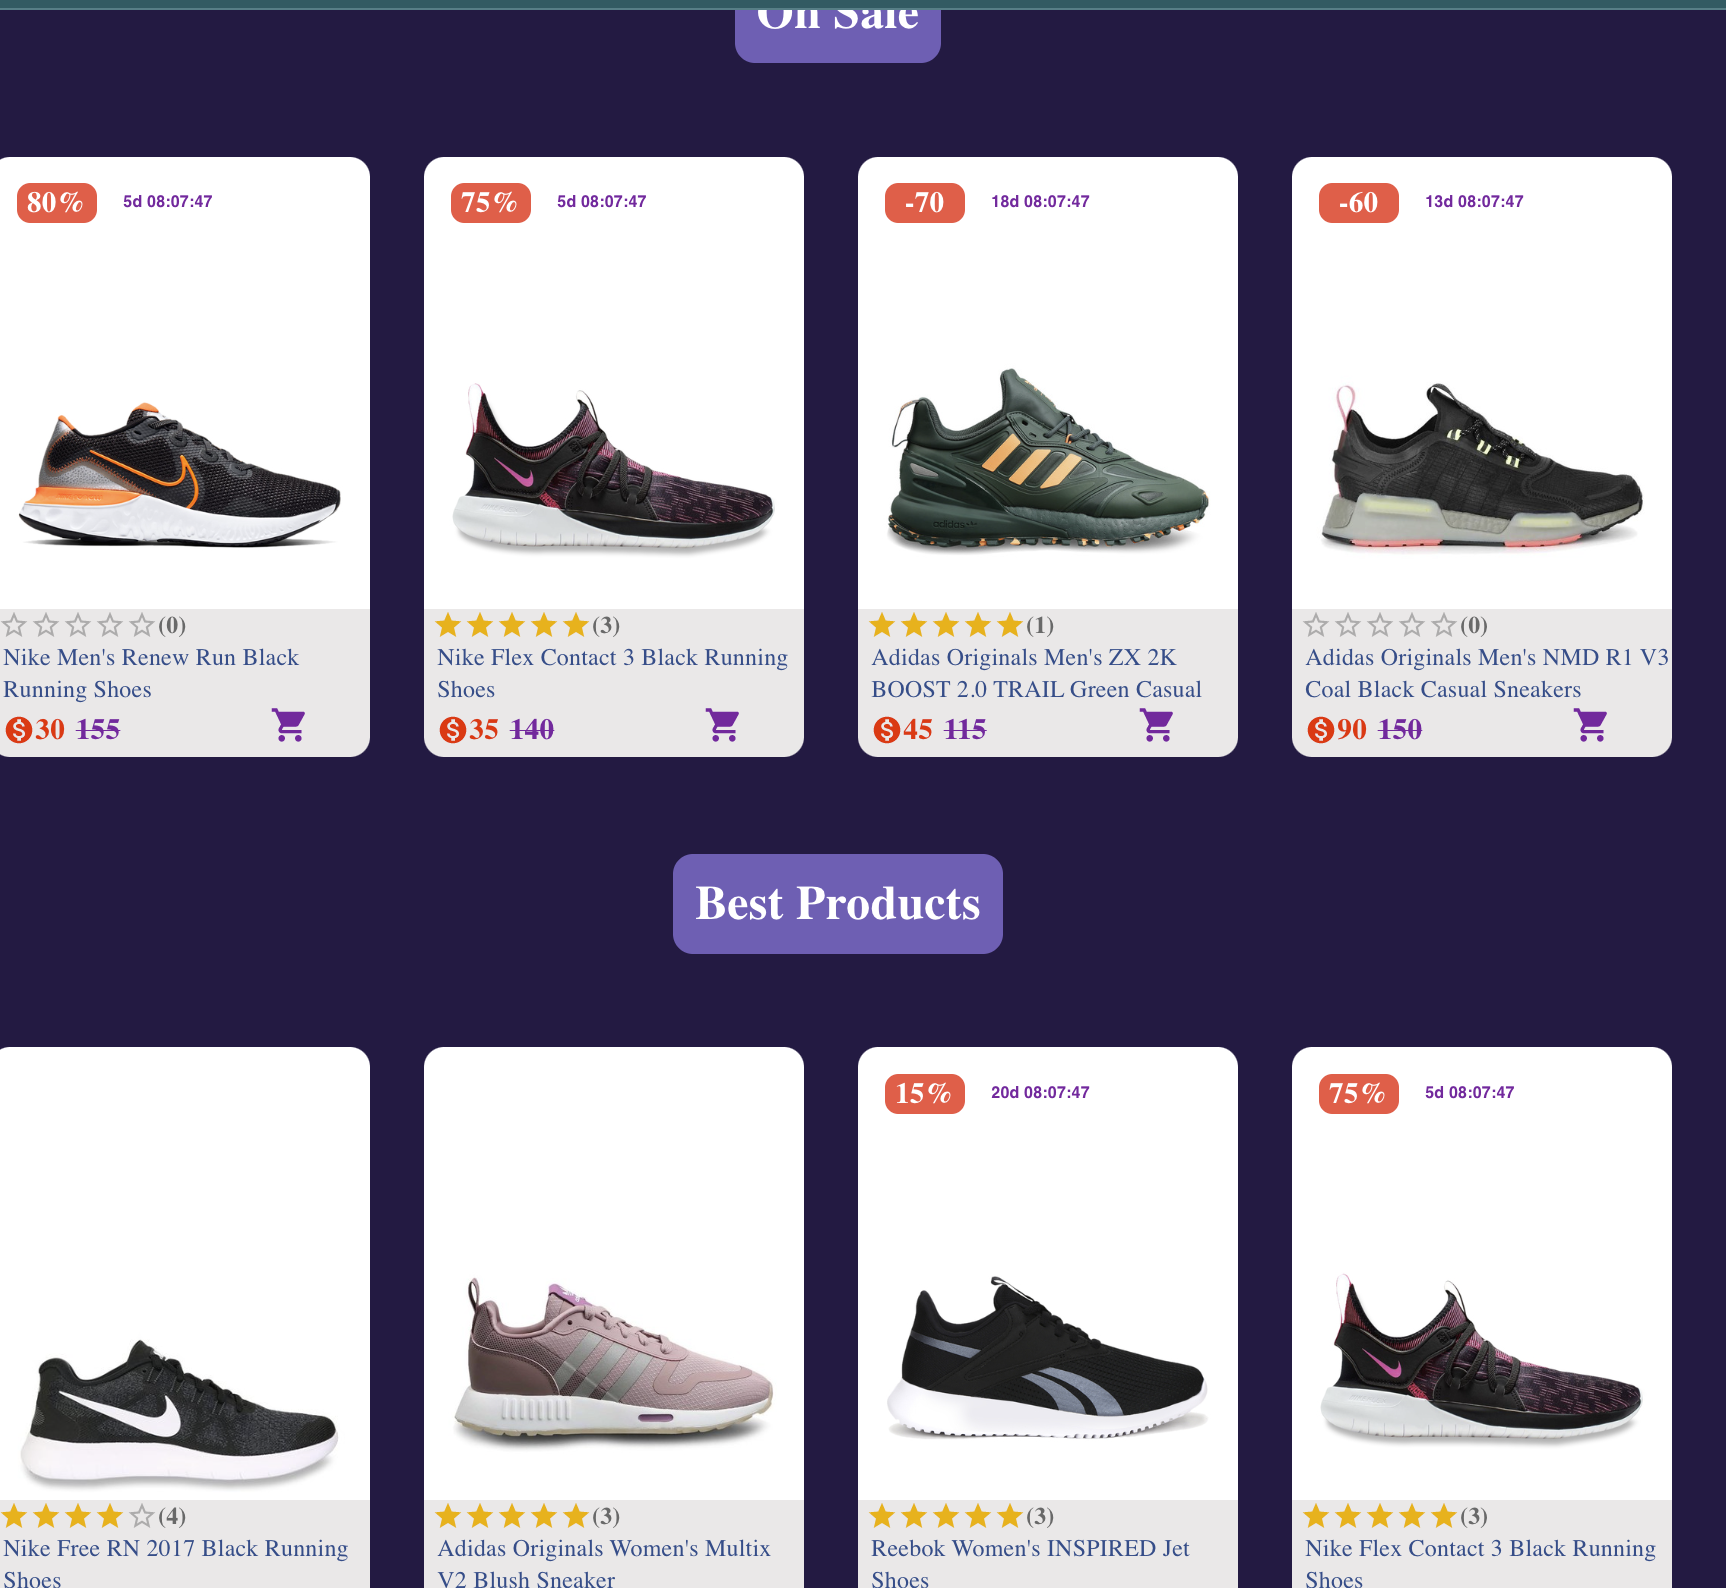 On Sale
80%
5d 08:07:47
75%
5d 08:07:47
-70
18d 08:07:47
-60
13d 08:07:47
adidas
(0)
(3)
(1)
(0)
Nike Men's Renew Run Black
Running Shoes
Nike Flex Contact 3 Black Running
Shoes
Adidas Originals Men's ZX 2K
BOOST 2.0 TRAIL Green Casual
Adidas Originals Men's NMD R1 V3
Coal Black Casual Sneakers
$30 155
$35 140
$45 115
$90 150
Best Products
15%
20d 08:07:47
75%
5d 08:07:47
(4)
(3)
(3)
(3)
Nike Free RN 2017 Black Running
Shoes
Adidas Originals Women's Multix
V2 Blush Sneaker
Reebok Women's INSPIRED Jet
Shoes
Nike Flex Contact 3 Black Running
Shoes